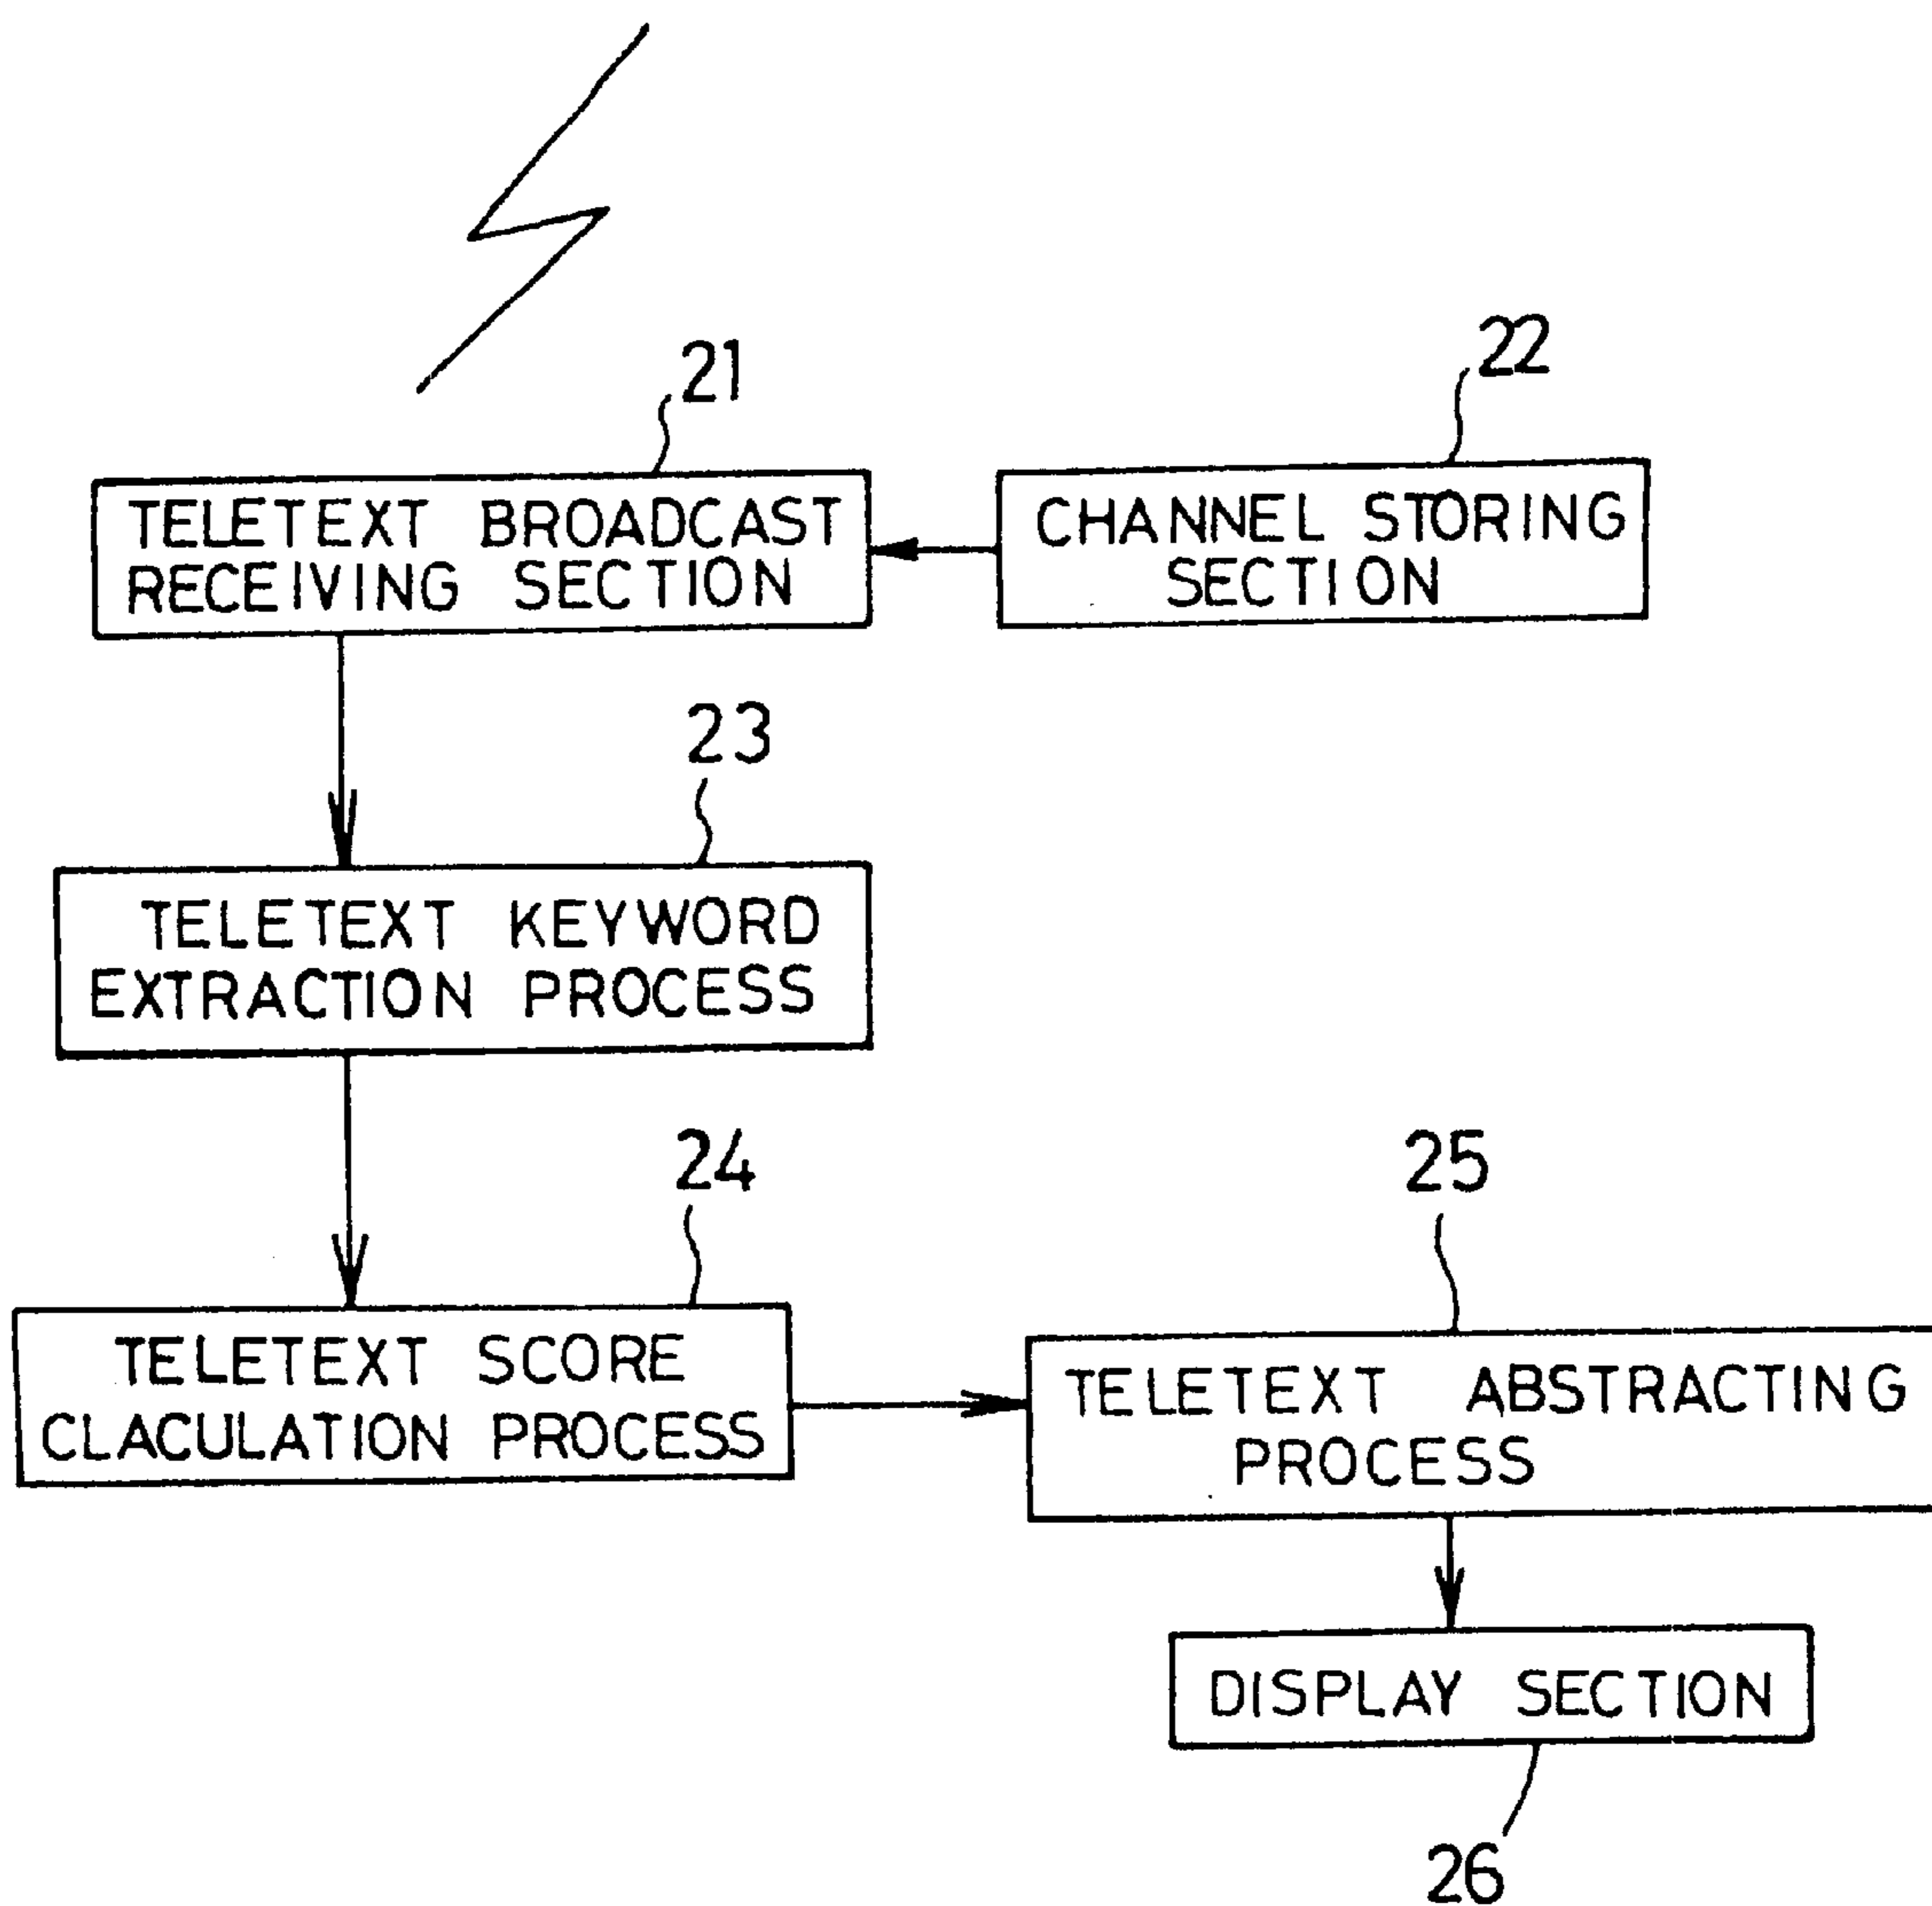 21
22
TELETEXT BROADCAST
RECEIVING SECTION
CHANNEL STORING
SECTION
23
TELETEXT KEYWORD
EXTRACTION PROCESS
24
25
TELETEXT SCORE
CLACULATION PROCESS
TELETEXT ABSTRACTING
PROCESS
DISPLAY SECTION
26